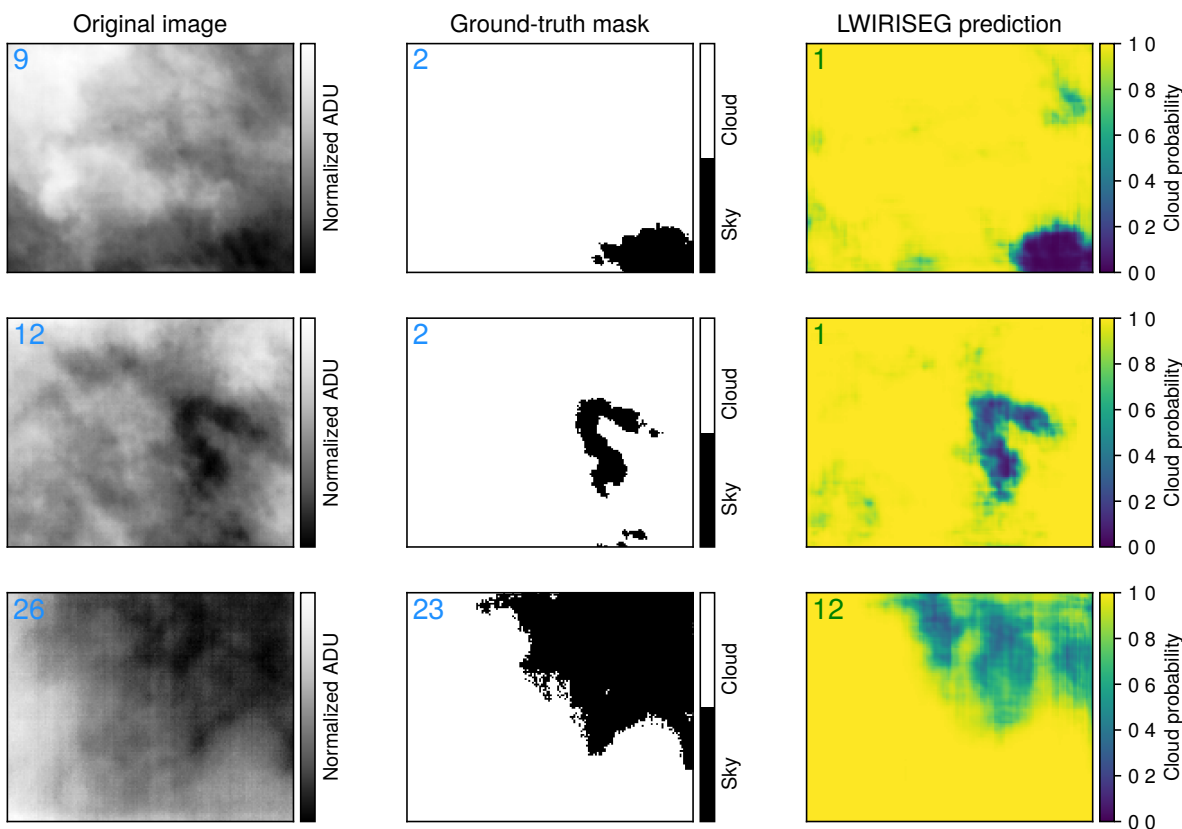 Original image
Ground-truth mask
LWIRISEG prediction
9
Normalized ADU
2
Cloud
Sky
1
1 0
0 8
0 6
0 4
0 2
0 0
Cloud probability
12
Normalized ADU
2
Cloud
Sky
1
1 0
0 8
0 6
0 4
0 2
0 0
Cloud probability
26
Normalized ADU
23
Cloud
Sky
12
1 0
0 8
0 6
0 4
0 2
0 0
Cloud probability